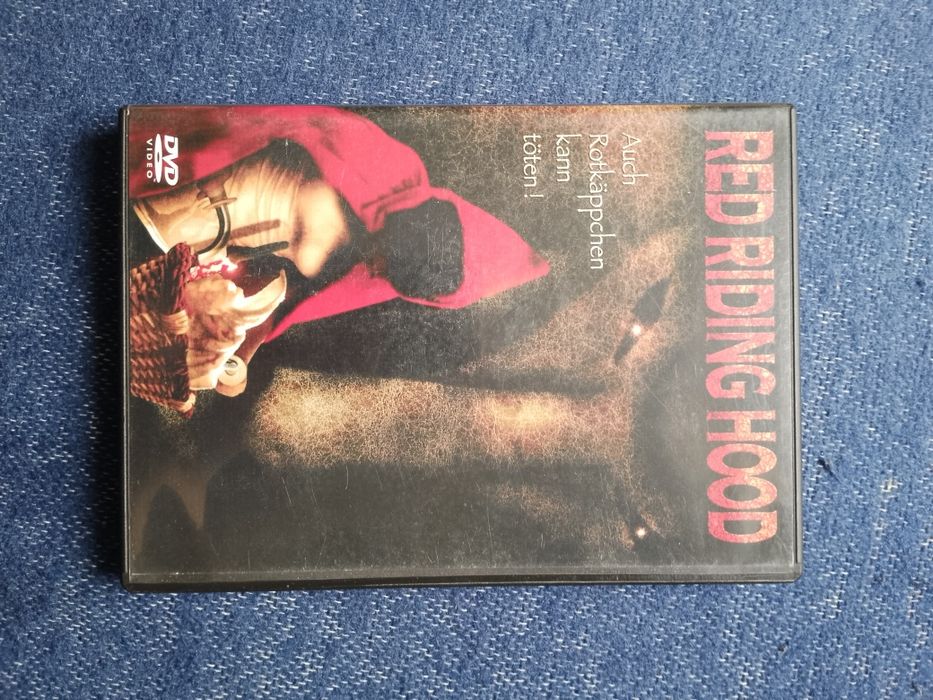 RED RIDING HOOD
Auch
Rotkäppchen
kann
töten!
DVD
VIDEO